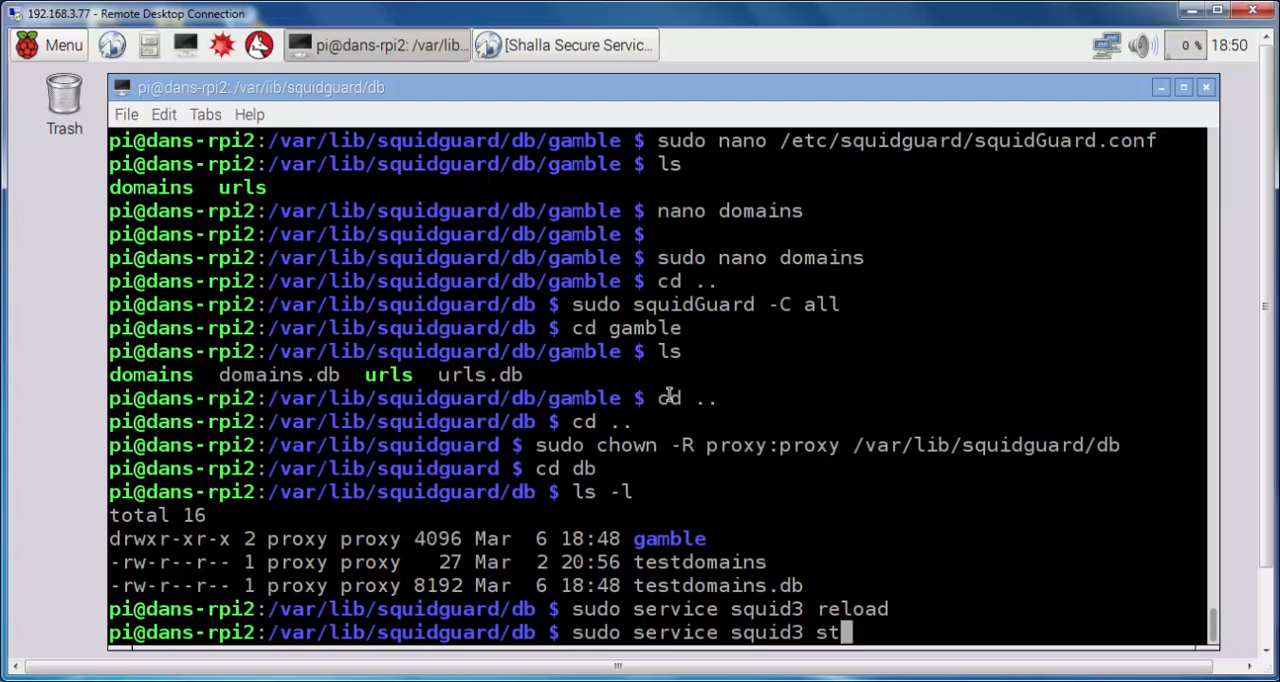 192.168.3.77 - Remote Desktop Connection
Menu pi@dans-rpi2: /var/lib... [Shalla Secure Servic... 0 % 18:50
Trash
pi@dans-rpi2: /var/lib/squidguard/db
File Edit Tabs Help
pi@dans-rpi2:/var/lib/squidguard/db/gamble $ sudo nano /etc/squidguard/squidGuard.conf
pi@dans-rpi2:/var/lib/squidguard/db/gamble $ ls
domains urls
pi@dans-rpi2:/var/lib/squidguard/db/gamble $ nano domains
pi@dans-rpi2:/var/lib/squidguard/db/gamble $
pi@dans-rpi2:/var/lib/squidguard/db/gamble $ sudo nano domains
pi@dans-rpi2:/var/lib/squidguard/db/gamble $ cd ..
pi@dans-rpi2:/var/lib/squidguard/db $ sudo squidGuard -C all
pi@dans-rpi2:/var/lib/squidguard/db $ cd gamble
pi@dans-rpi2:/var/lib/squidguard/db/gamble $ ls
domains domains.db urls urls.db
pi@dans-rpi2:/var/lib/squidguard/db/gamble $ cd ..
pi@dans-rpi2:/var/lib/squidguard/db $ cd ..
pi@dans-rpi2:/var/lib/squidguard $ sudo chown -R proxy:proxy /var/lib/squidguard/db
pi@dans-rpi2:/var/lib/squidguard $ cd db
pi@dans-rpi2:/var/lib/squidguard/db $ ls -l
total 16
drwxr-xr-x 2 proxy proxy 4096 Mar 6 18:48 gamble
-rw-r--r-- 1 proxy proxy 27 Mar 2 20:56 testdomains
-rw-r--r-- 1 proxy proxy 8192 Mar 6 18:48 testdomains.db
pi@dans-rpi2:/var/lib/squidguard/db $ sudo service squid3 reload
pi@dans-rpi2:/var/lib/squidguard/db $ sudo service squid3 st